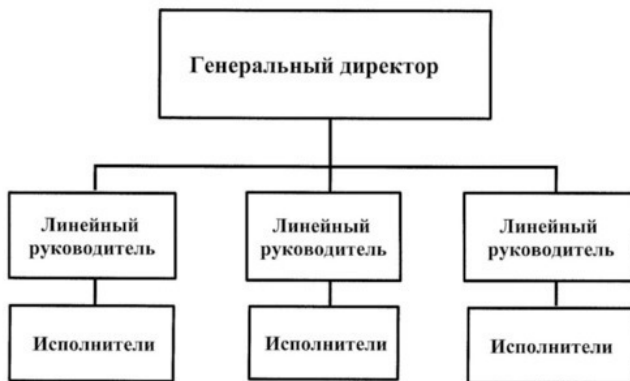 Генеральный директор
Линейный
руководитель
Линейный
руководитель
Линейный
руководитель
Исполнители
Исполнители
Исполнители